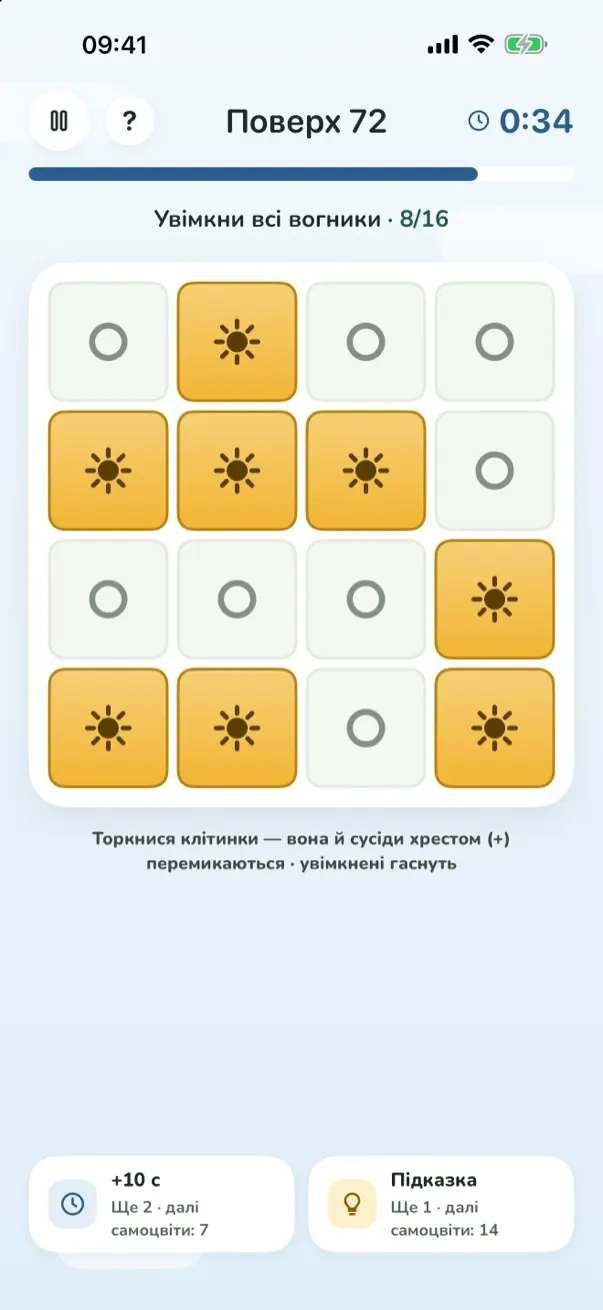 09:41
? Поверх 72 0:34
Увімкни всі вогники · 8/16
Торкнися клітинки — вона й сусіди хрестом (+)
перемикаються · увімкнені гаснуть
+10 с
Ще 2 · далі
самоцвіти: 7
Підказка
Ще 1 · далі
самоцвіти: 14